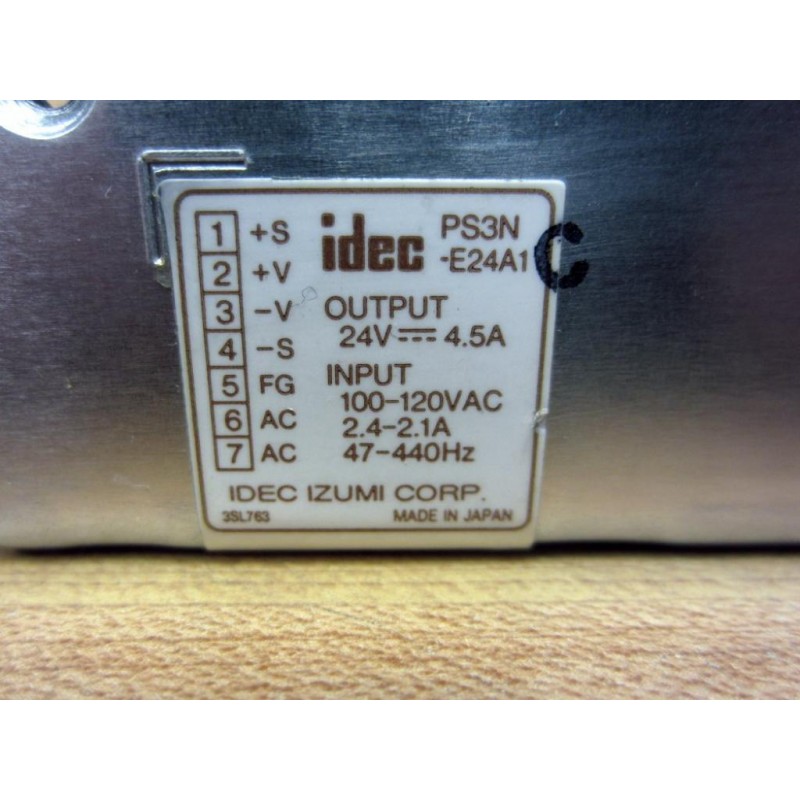 1 +S
2 +V
3 -V
4 -S
5 FG
6 AC
7 AC
idec PS3N
-E24A1 C
OUTPUT
24V⎓4.5A
INPUT
100-120VAC
2.4-2.1A
47-440Hz
IDEC IZUMI CORP.
3SL763 MADE IN JAPAN